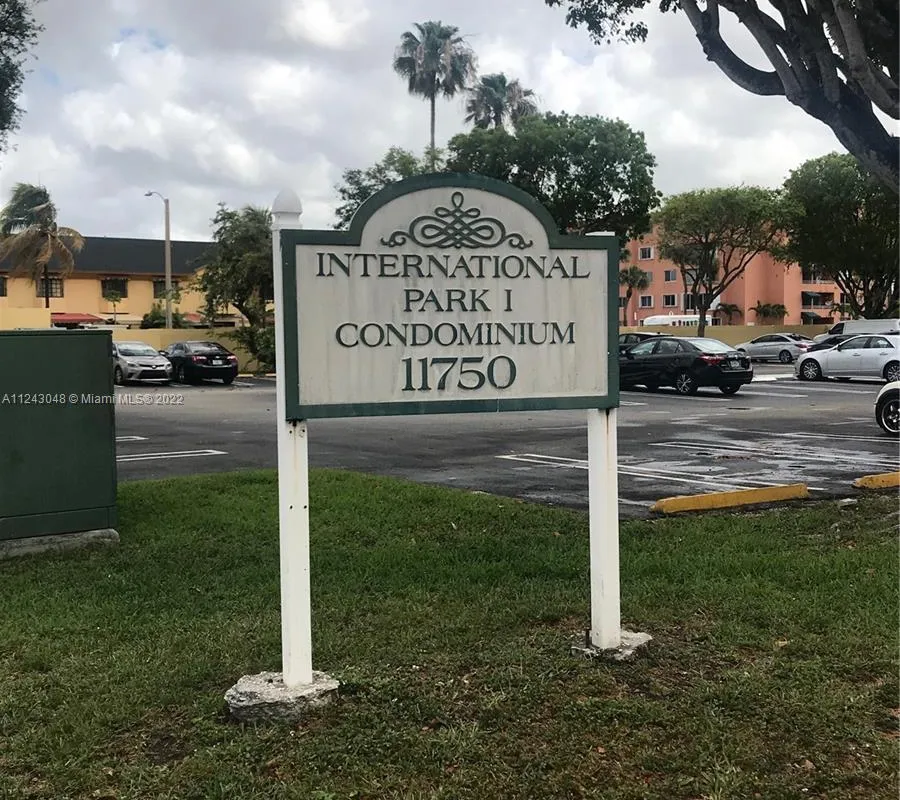 INTERNATIONAL
PARK I
CONDOMINIUM
11750
A11243048 © Miami MLS® 2022